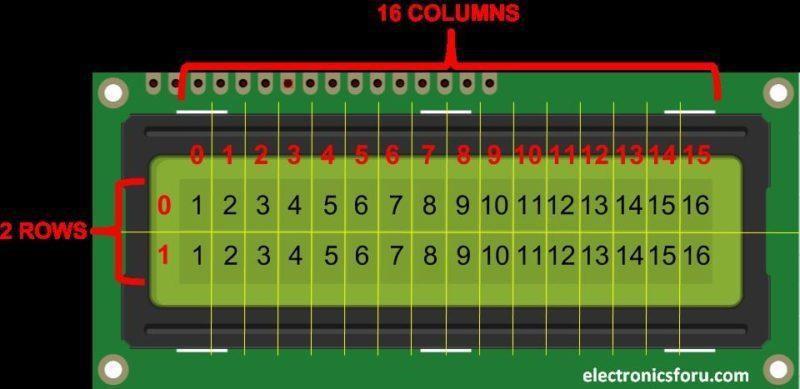 16 COLUMNS
0 1 2 3 4 5 6 7 8 9 10 11 12 13 14 15
0 1 2 3 4 5 6 7 8 9 10 11 12 13 14 15 16
2 ROWS
1 1 2 3 4 5 6 7 8 9 10 11 12 13 14 15 16
electronicsforu.com